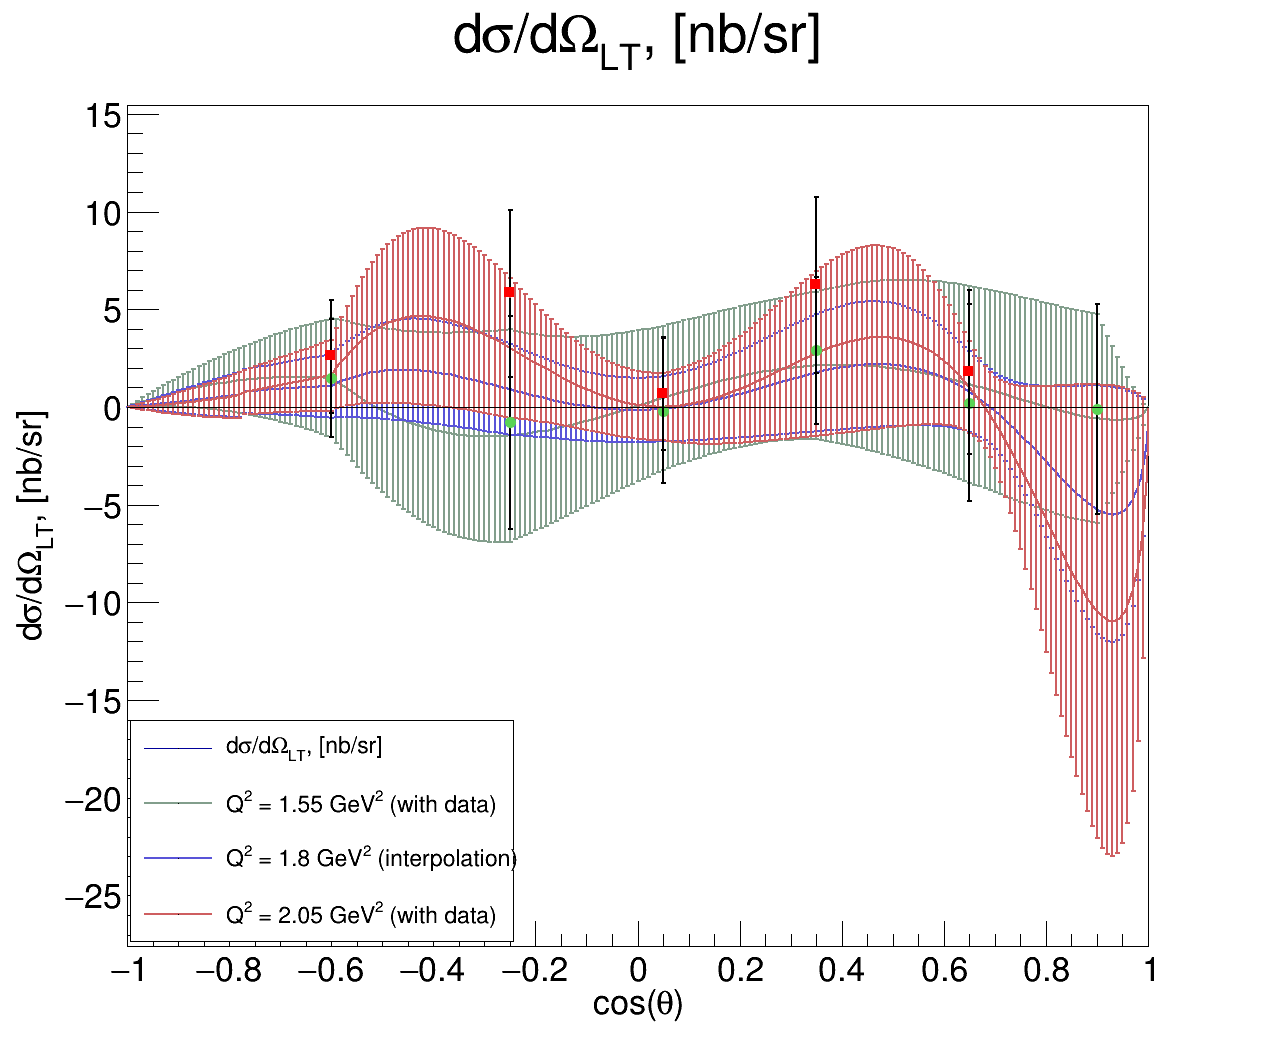 dσ/dΩLT, [nb/sr]
dσ/dΩLT, [nb/sr]
15
10
5
0
−5
−10
−15
−20
−25
dσ/dΩLT, [nb/sr]
Q2 = 1.55 GeV2 (with data)
Q2 = 1.8 GeV2 (interpolation)
Q2 = 2.05 GeV2 (with data)
−1 −0.8 −0.6 −0.4 −0.2 0 0.2 0.4 0.6 0.8 1
cos(θ)